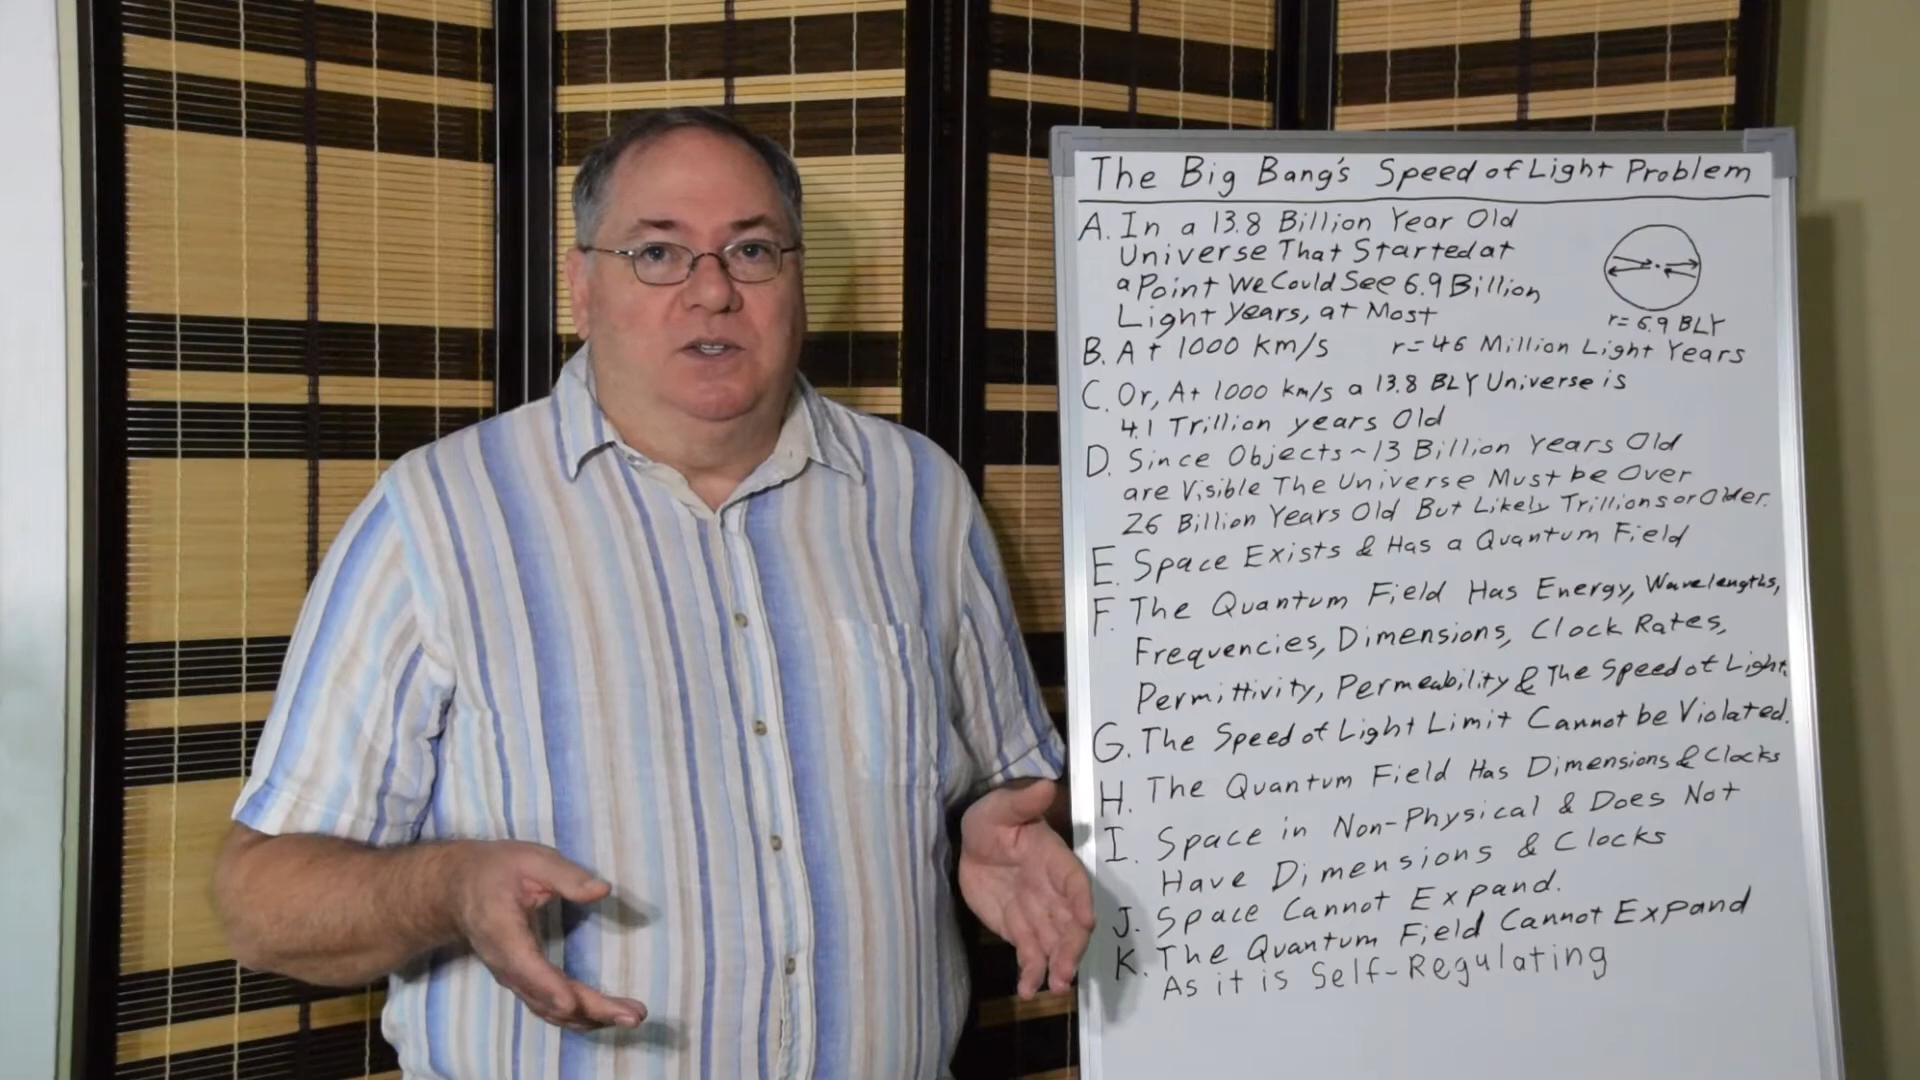 The Big Bang's Speed of Light Problem
A. In a 13.8 Billion Year Old
Universe That Started at
a Point We Could See 6.9 Billion
Light Years, at Most
r= 6.9 BLY
B. At 1000 km/s r= 46 Million Light Years
C. Or, At 1000 km/s a 13.8 BLY Universe is
4.1 Trillion years Old
D. Since Objects ~13 Billion Years Old
are Visible The Universe Must be Over
26 Billion Years Old But Likely Trillions or Older.
E. Space Exists & Has a Quantum Field
F. The Quantum Field Has Energy, Wavelengths,
Frequencies, Dimensions, Clock Rates,
Permittivity, Permeability & The Speed of Light.
G. The Speed of Light Limit Cannot be Violated.
H. The Quantum Field Has Dimensions & Clocks
I. Space in Non-Physical & Does Not
Have Dimensions & Clocks
J. Space Cannot Expand.
K. The Quantum Field Cannot Expand
As it is Self-Regulating